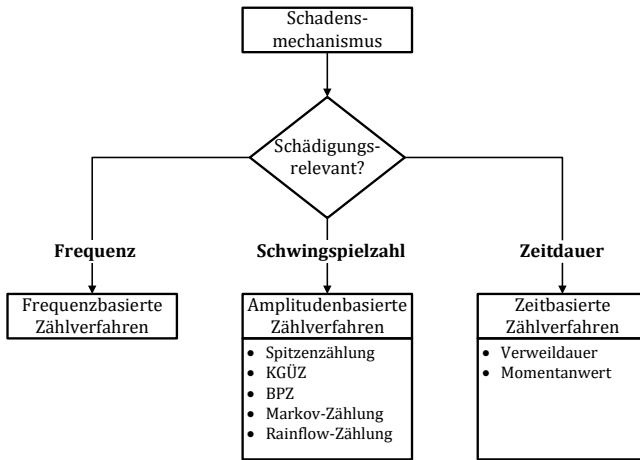 Schadens-
mechanismus
Schädigungs-
relevant?
Frequenz
Schwingspielzahl
Zeitdauer
Frequenzbasierte
Zählverfahren
Amplitudenbasierte
Zählverfahren
• Spitzenzählung
• KGÜZ
• BPZ
• Markov-Zählung
• Rainflow-Zählung
Zeitbasierte
Zählverfahren
• Verweildauer
• Momentanwert